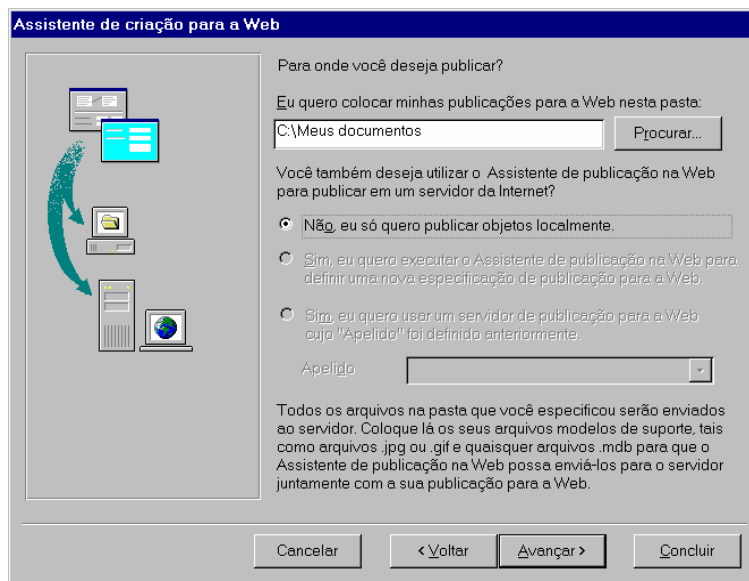 Assistente de criação para a Web
Para onde você deseja publicar?
Eu quero colocar minhas publicações para a Web nesta pasta:
C:\Meus documentos
Procurar...
Você também deseja utilizar o Assistente de publicação na Web
para publicar em um servidor da Internet?
Não, eu só quero publicar objetos localmente.
Sim, eu quero executar o Assistente de publicação na Web para
definir uma nova especificação de publicação para a Web.
Sim, eu quero usar um servidor de publicação para a Web
cujo "Apelido" foi definido anteriormente.
Apelido
Todos os arquivos na pasta que você especificou serão enviados
ao servidor. Coloque lá os seus arquivos modelos de suporte, tais
como arquivos .jpg ou .gif e quaisquer arquivos .mdb para que o
Assistente de publicação na Web possa enviá-los para o servidor
juntamente com a sua publicação para a Web.
Cancelar
< Voltar
Avançar >
Concluir